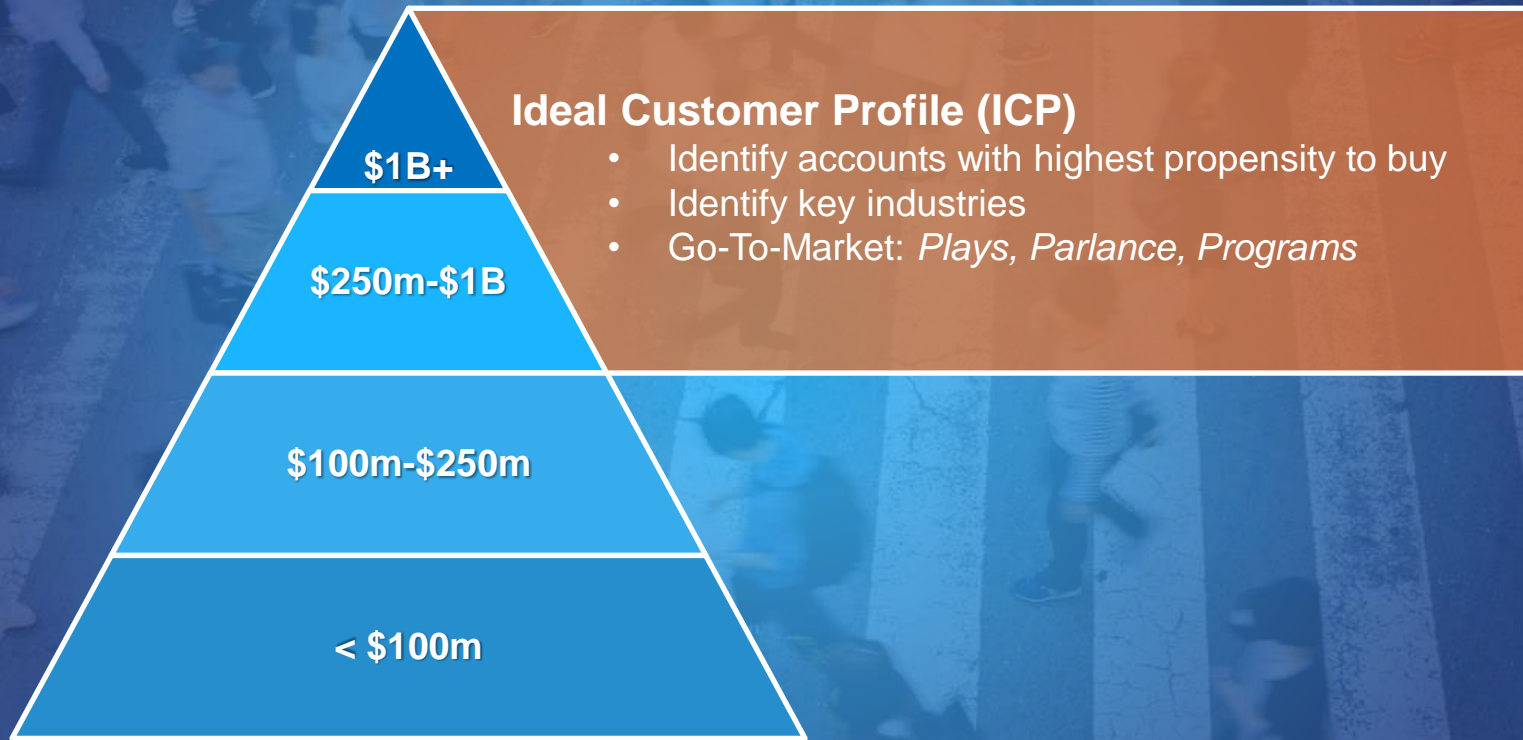 Ideal Customer Profile (ICP)
• Identify accounts with highest propensity to buy
• Identify key industries
• Go-To-Market: Plays, Parlance, Programs
$1B+
$250m-$1B
$100m-$250m
< $100m